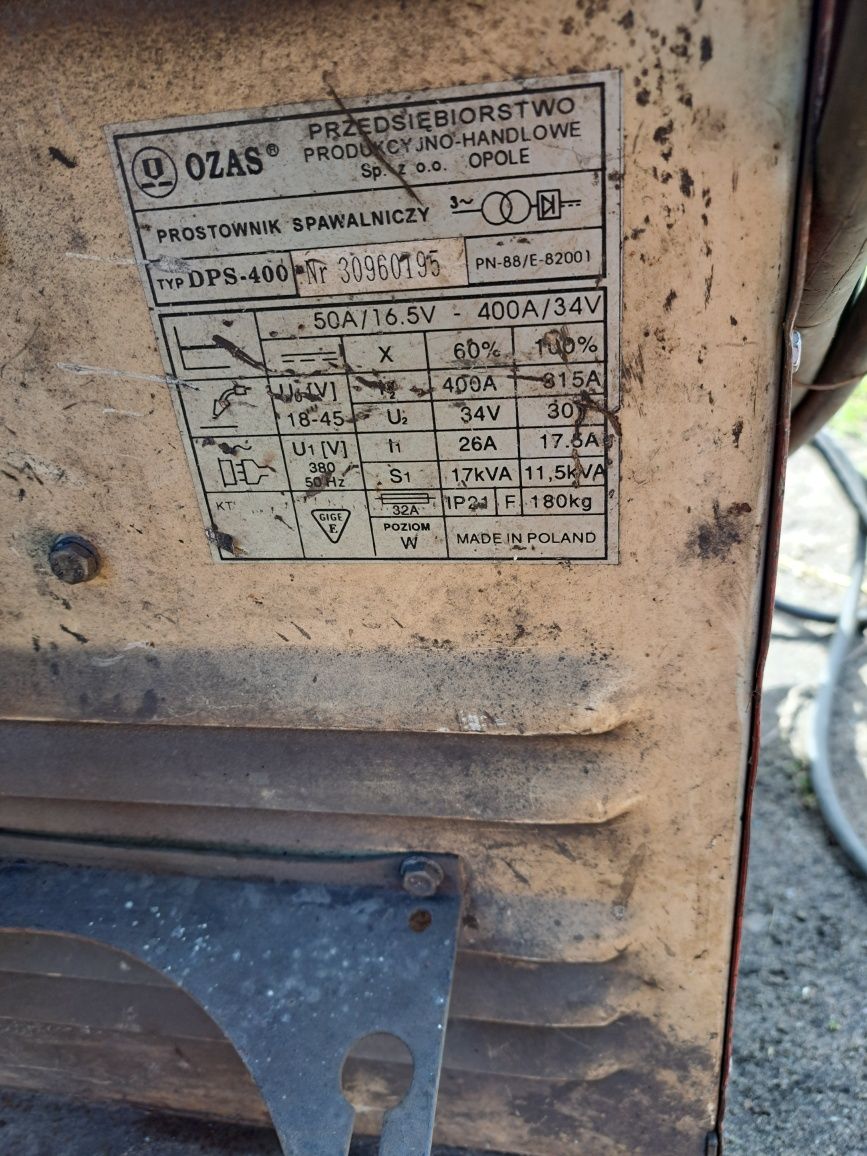 OZAS®
PRZEDSIĘBIORSTWO
PRODUKCYJNO-HANDLOWE
Sp. z o.o. OPOLE
PROSTOWNIK SPAWALNICZY 3~
TYP DPS-400 Nr 30960195 PN-88/E-82001
50A/16.5V - 400A/34V
X 60% 100%
U₀ [V] I₂ 400A 315A
18-45 U₂ 34V 30V
U1 [V] I1 26A 17.5A
380
50 Hz
S1 17kVA 11,5kVA
32A
IP21 F 180kg
KT
GIGE
E
POZIOM
W
MADE IN POLAND